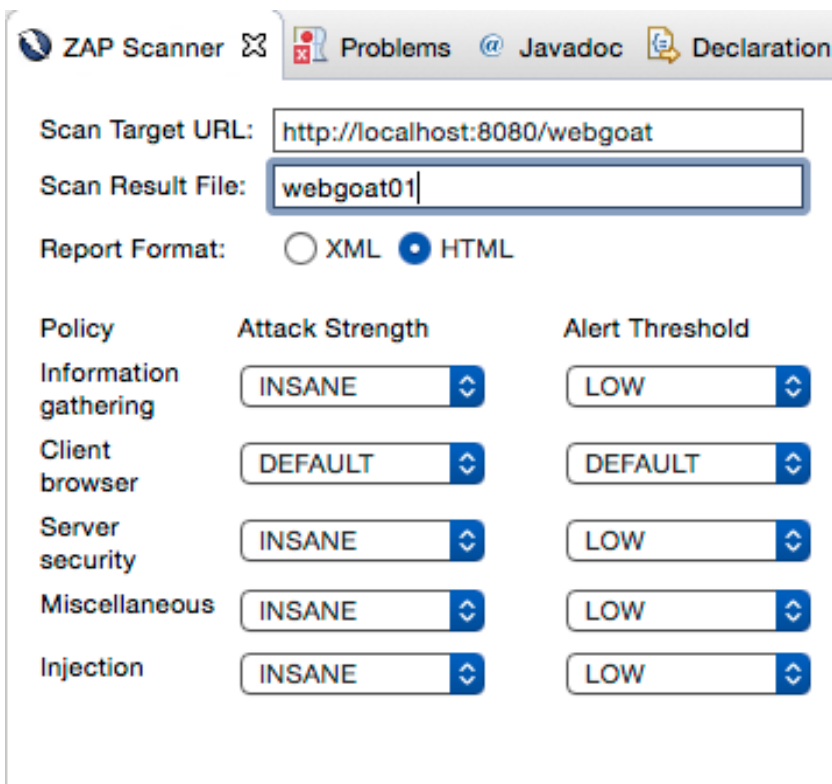 ZAP Scanner Problems @ Javadoc Declaration
Scan Target URL: http://localhost:8080/webgoat
Scan Result File: webgoat01
Report Format: XML HTML
Policy Attack Strength Alert Threshold
Information
gathering INSANE LOW
Client
browser DEFAULT DEFAULT
Server
security INSANE LOW
Miscellaneous INSANE LOW
Injection INSANE LOW